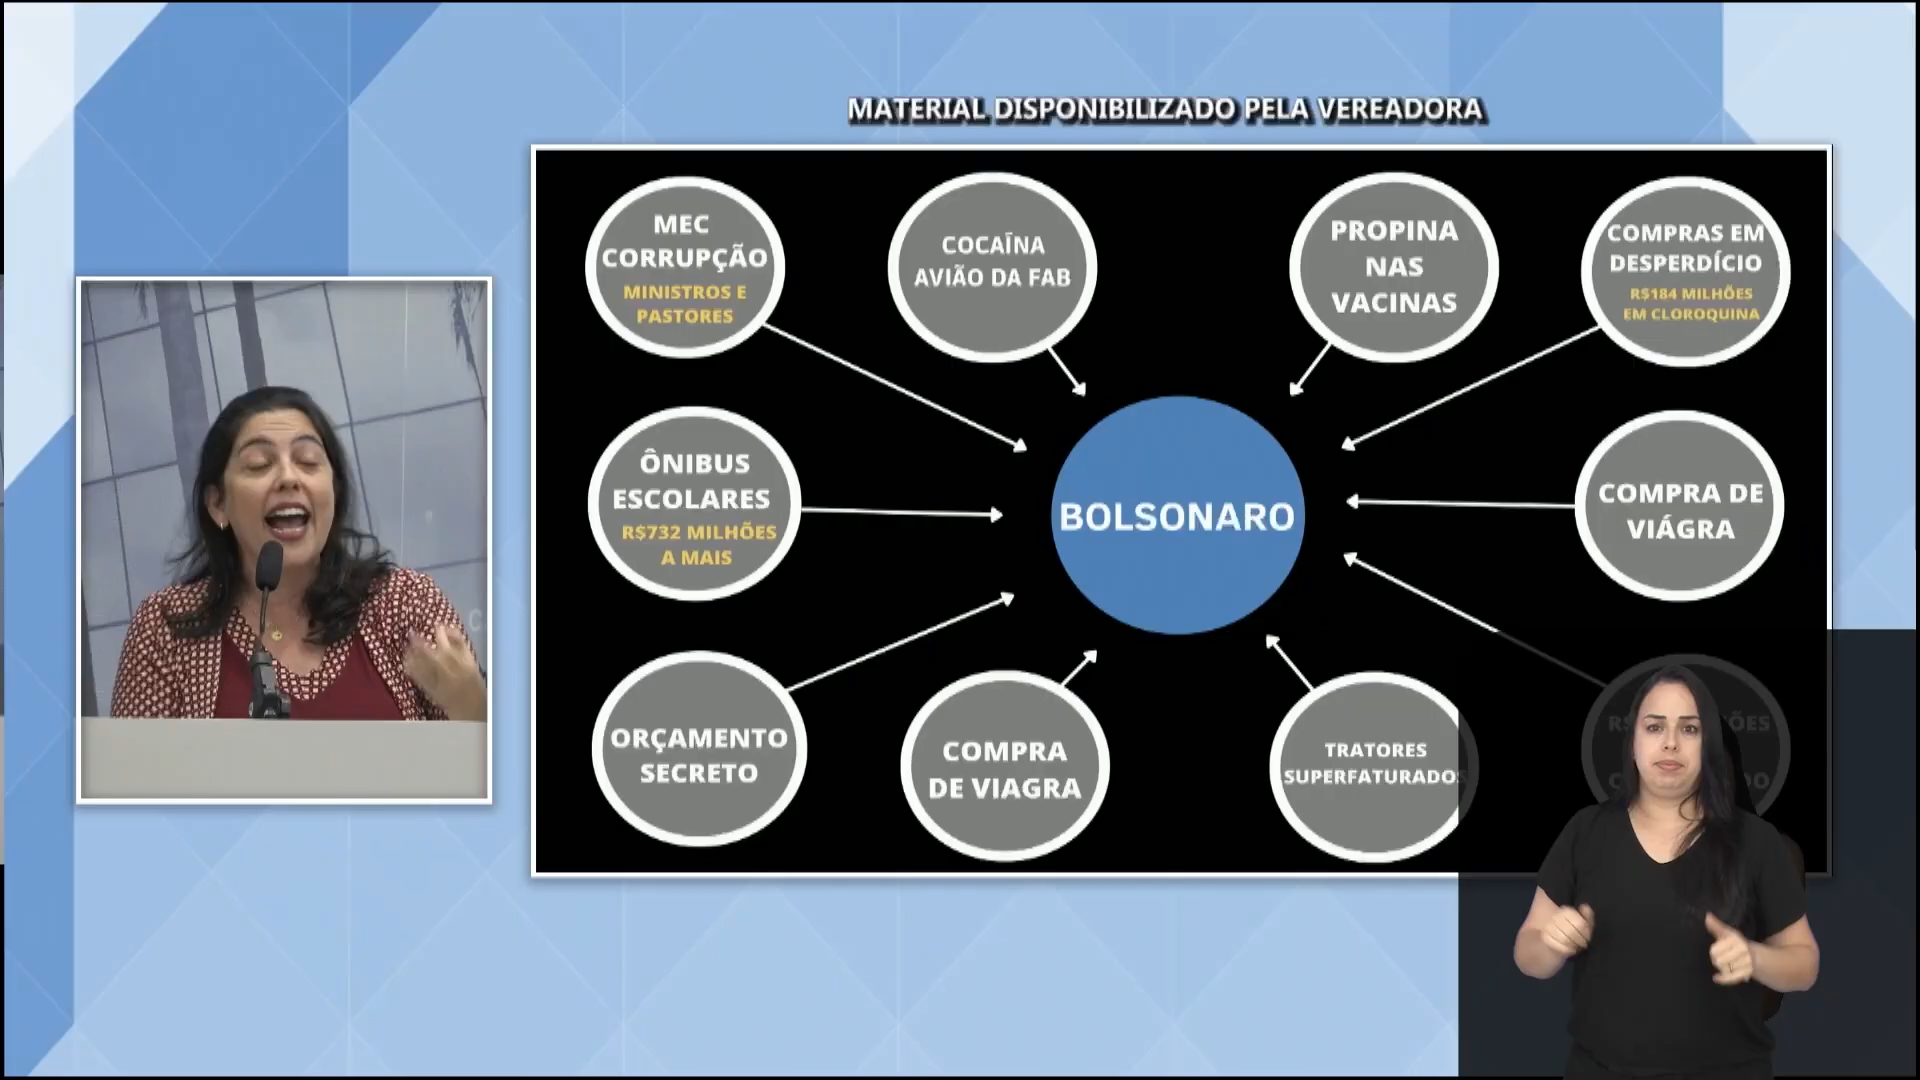 MATERIAL DISPONIBILIZADO PELA VEREADORA
MEC
CORRUPÇÃO
MINISTROS E
PASTORES
COCAÍNA
AVIÃO DA FAB
PROPINA
NAS
VACINAS
COMPRAS EM
DESPERDÍCIO
R$184 MILHÕES
EM CLOROQUINA
ÔNIBUS
ESCOLARES
R$732 MILHÕES
A MAIS
BOLSONARO
COMPRA DE
VIÁGRA
ORÇAMENTO
SECRETO
COMPRA
DE VIAGRA
TRATORES
SUPERFATURADOS